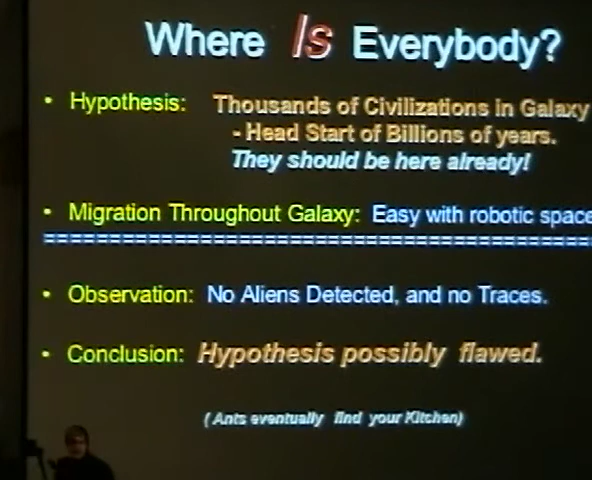 Where Is Everybody?
• Hypothesis: Thousands of Civilizations in Galaxy
- Head Start of Billions of years.
They should be here already!
• Migration Throughout Galaxy: Easy with robotic space
==================================================
• Observation: No Aliens Detected, and no Traces.
• Conclusion: Hypothesis possibly flawed.
(Ants eventually find your Kitchen)